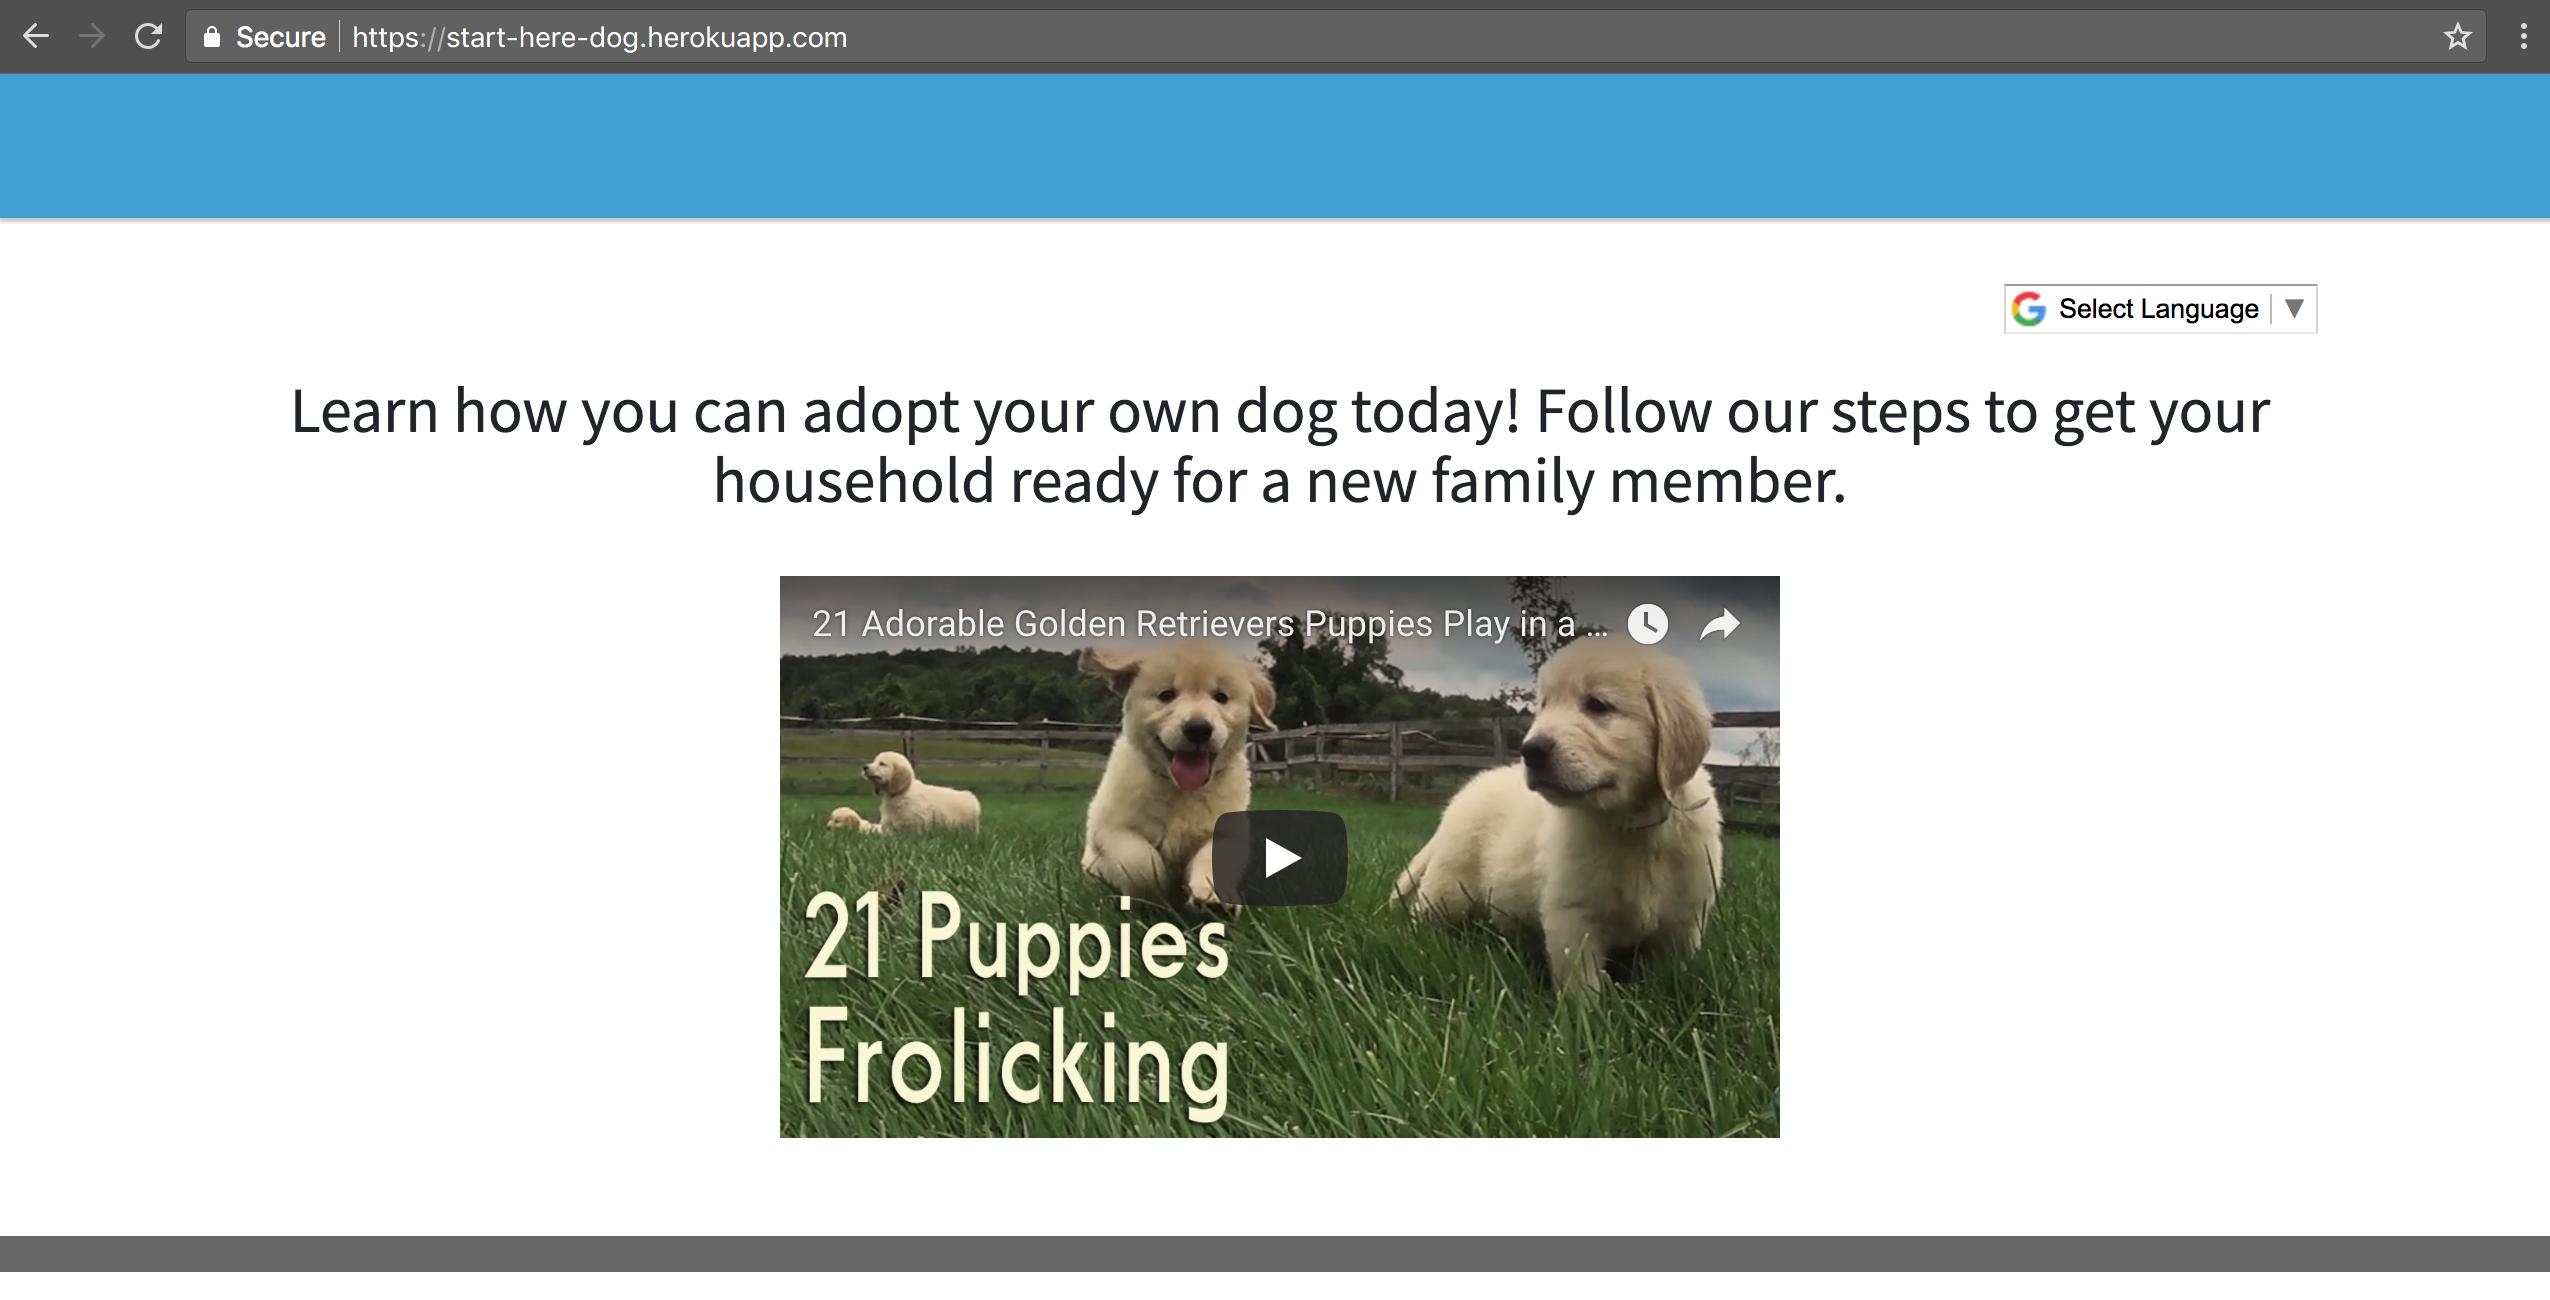 Secure https://start-here-dog.herokuapp.com
Select Language
Learn how you can adopt your own dog today! Follow our steps to get your
household ready for a new family member.
21 Adorable Golden Retrievers Puppies Play in a ...
21 Puppies
Frolicking